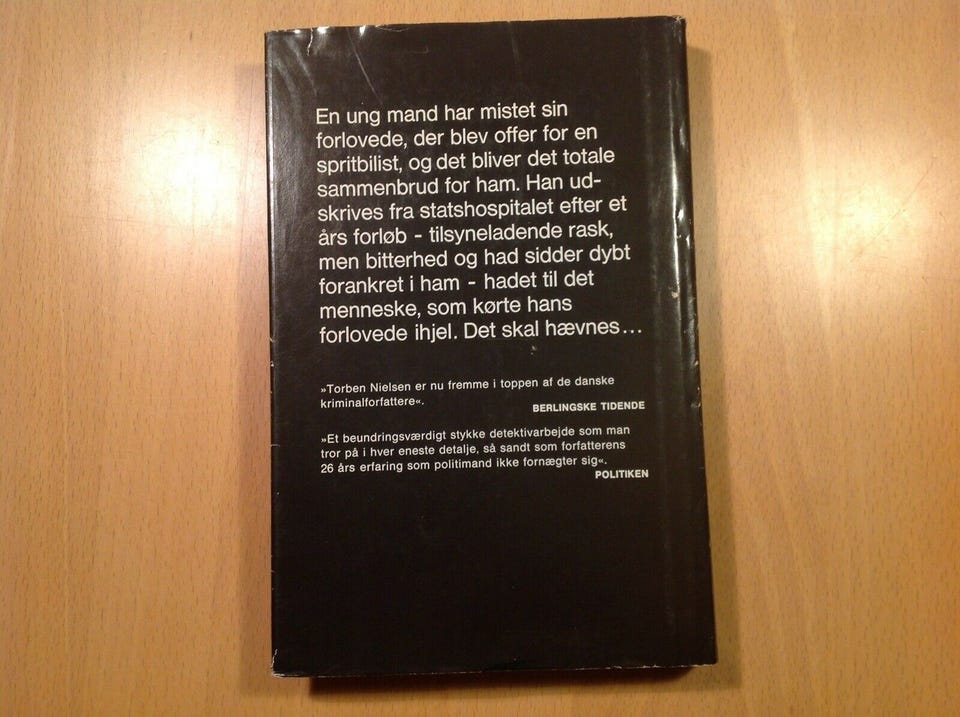 En ung mand har mistet sin
forlovede, der blev offer for en
spritbilist, og det bliver det totale
sammenbrud for ham. Han ud-
skrives fra statshospitalet efter et
års forløb - tilsyneladende rask,
men bitterhed og had sidder dybt
forankret i ham - hadet til det
menneske, som kørte hans
forlovede ihjel. Det skal hævnes...
»Torben Nielsen er nu fremme i toppen af de danske
kriminalforfattere«.
BERLINGSKE TIDENDE
»Et beundringsværdigt stykke detektivarbejde som man
tror på i hver eneste detalje, så sandt som forfatterens
26 års erfaring som politimand ikke fornægter sig«.
POLITIKEN